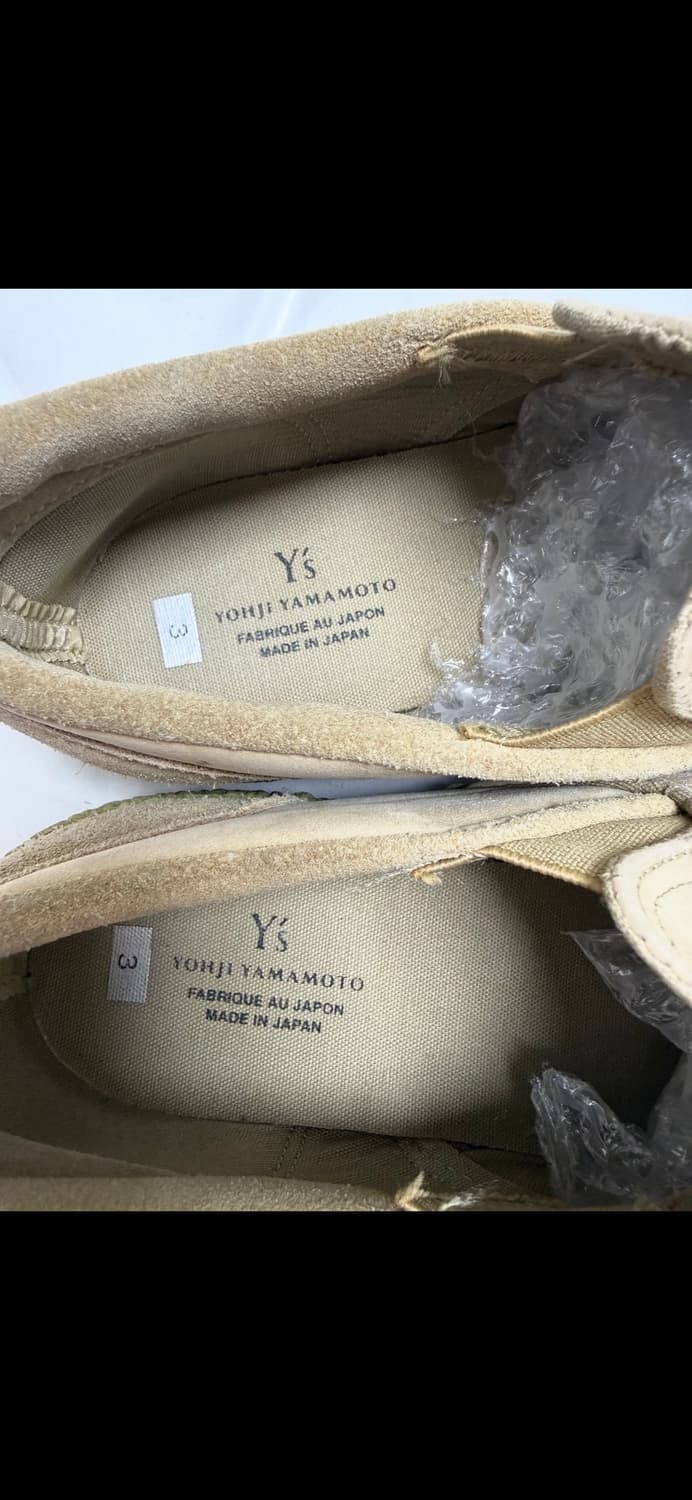 Y's
YOHJI YAMAMOTO
FABRIQUE AU JAPON
MADE IN JAPAN
3
Y's
YOHJI YAMAMOTO
FABRIQUE AU JAPON
MADE IN JAPAN
3